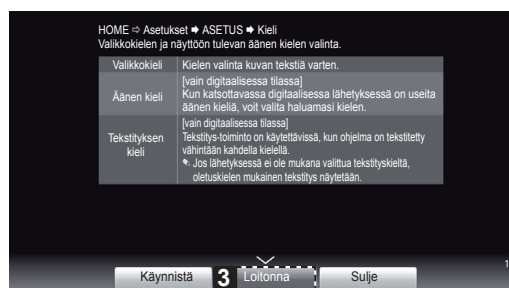 HOME ⇨ Asetukset ➡ ASETUS ➡ Kieli
Valikkokielen ja näyttöön tulevan äänen kielen valinta.
Valikkokieli
Kielen valinta kuvan tekstiä varten.
Äänen kieli
[vain digitaalisessa tilassa]
Kun katsottavassa digitaalisessa lähetyksessä on useita
äänen kieliä, voit valita haluamasi kielen.
Tekstityksen
kieli
[vain digitaalisessa tilassa]
Tekstitys-toiminto on käytettävissä, kun ohjelma on tekstitetty
vähintään kahdella kielellä.
✎ Jos lähetyksessä ei ole mukana valittua tekstityskieltä,
oletuskielen mukainen tekstitys näytetään.
1
Käynnistä 3 Loitonna Sulje